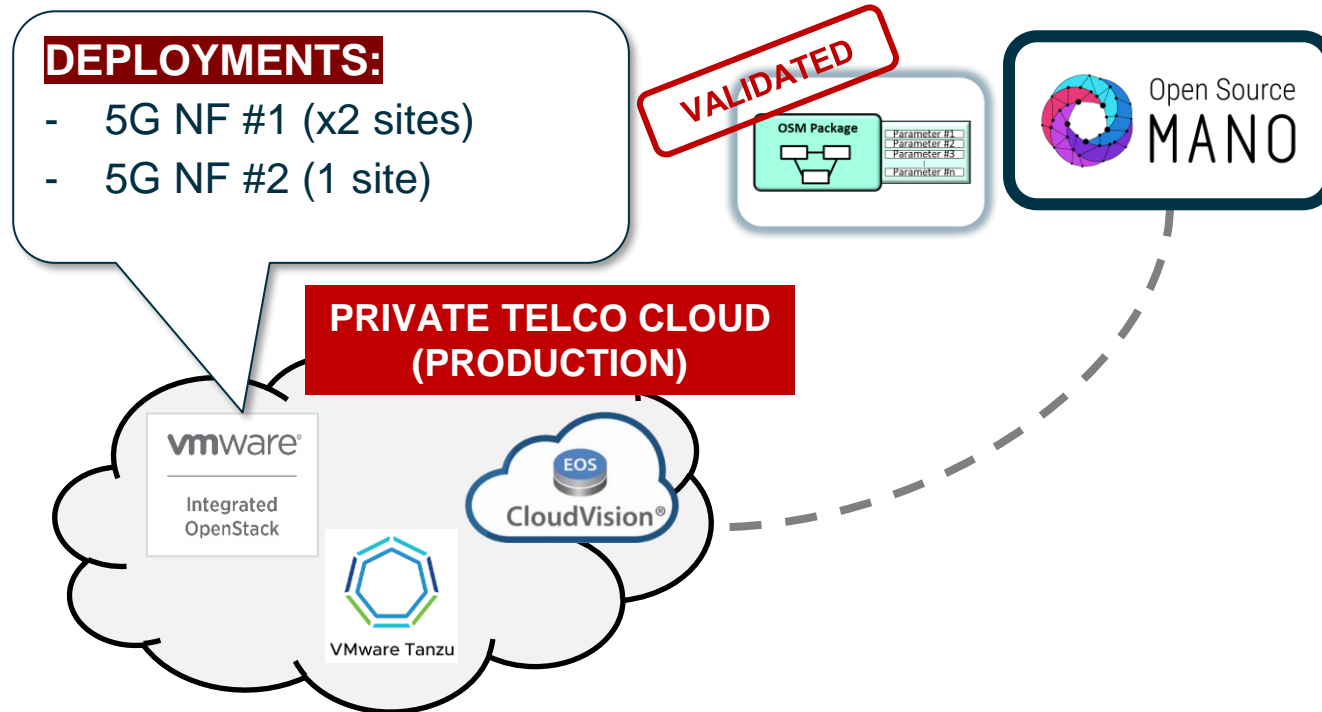 DEPLOYMENTS:
- 5G NF #1 (x2 sites)
- 5G NF #2 (1 site)
VALIDATED
OSM Package
Parameter #1
Parameter #2
Parameter #3
Parameter #n
Open Source
MANO
PRIVATE TELCO CLOUD
(PRODUCTION)
vmware®
Integrated
OpenStack
EOS
CloudVision®
VMware Tanzu